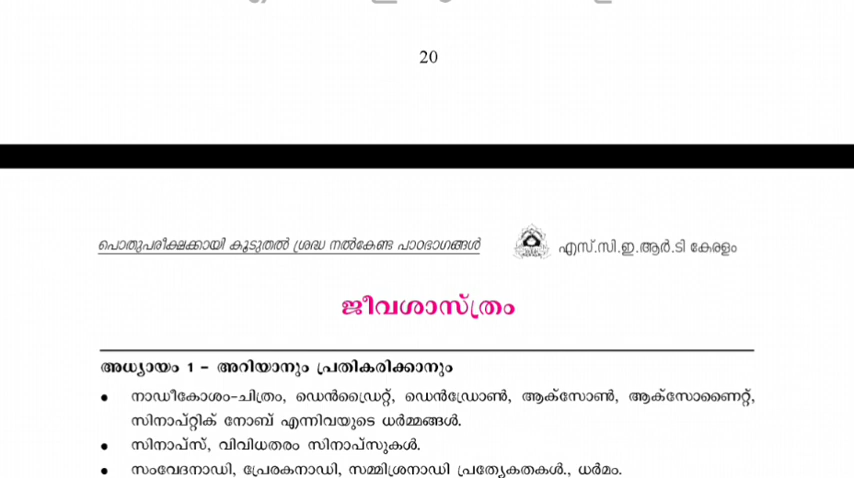 20
പൊതുപരീക്ഷക്കായി കൂടുതൽ ശ്രദ്ധ നൽകേണ്ട പാഠഭാഗങ്ങൾ
എസ്.സി.ഇ.ആർ.ടി കേരളം
ജീവശാസ്ത്രം
അധ്യായം 1 – അറിയാനും പ്രതികരിക്കാനും
• നാഡീകോശം-ചിത്രം, ഡെൻഡ്രൈറ്റ്, ഡെൻഡ്രോൺ, ആക്സോൺ, ആക്സോണൈറ്റ്,
സിനാപ്റ്റിക് നോബ് എന്നിവയുടെ ധർമ്മങ്ങൾ.
• സിനാപ്സ്, വിവിധതരം സിനാപ്സുകൾ.
• സംവേദനാഡി, പ്രേരകനാഡി, സമ്മിശ്രനാഡി പ്രത്യേകതകൾ., ധർമം.